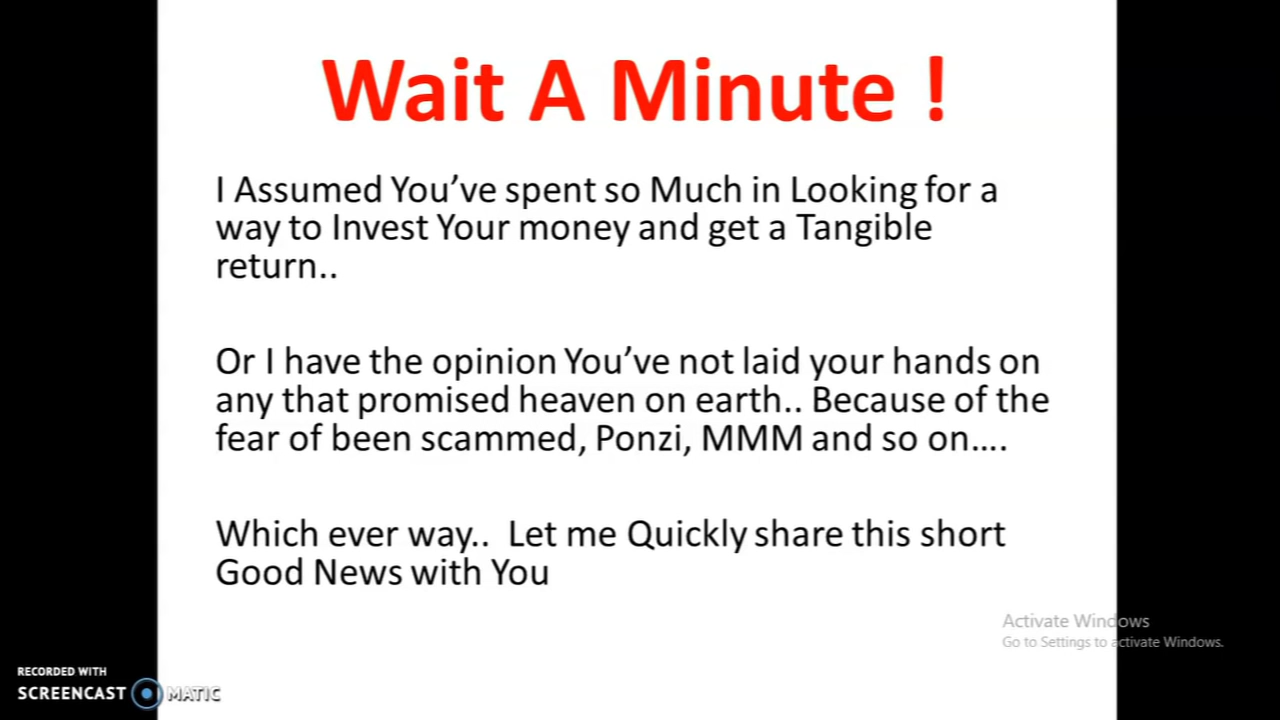 Wait A Minute !
I Assumed You’ve spent so Much in Looking for a
way to Invest Your money and get a Tangible
return..
Or I have the opinion You’ve not laid your hands on
any that promised heaven on earth.. Because of the
fear of been scammed, Ponzi, MMM and so on....
Which ever way..  Let me Quickly share this short
Good News with You
Activate Windows
Go to Settings to activate Windows.
RECORDED WITH
SCREENCAST MATIC